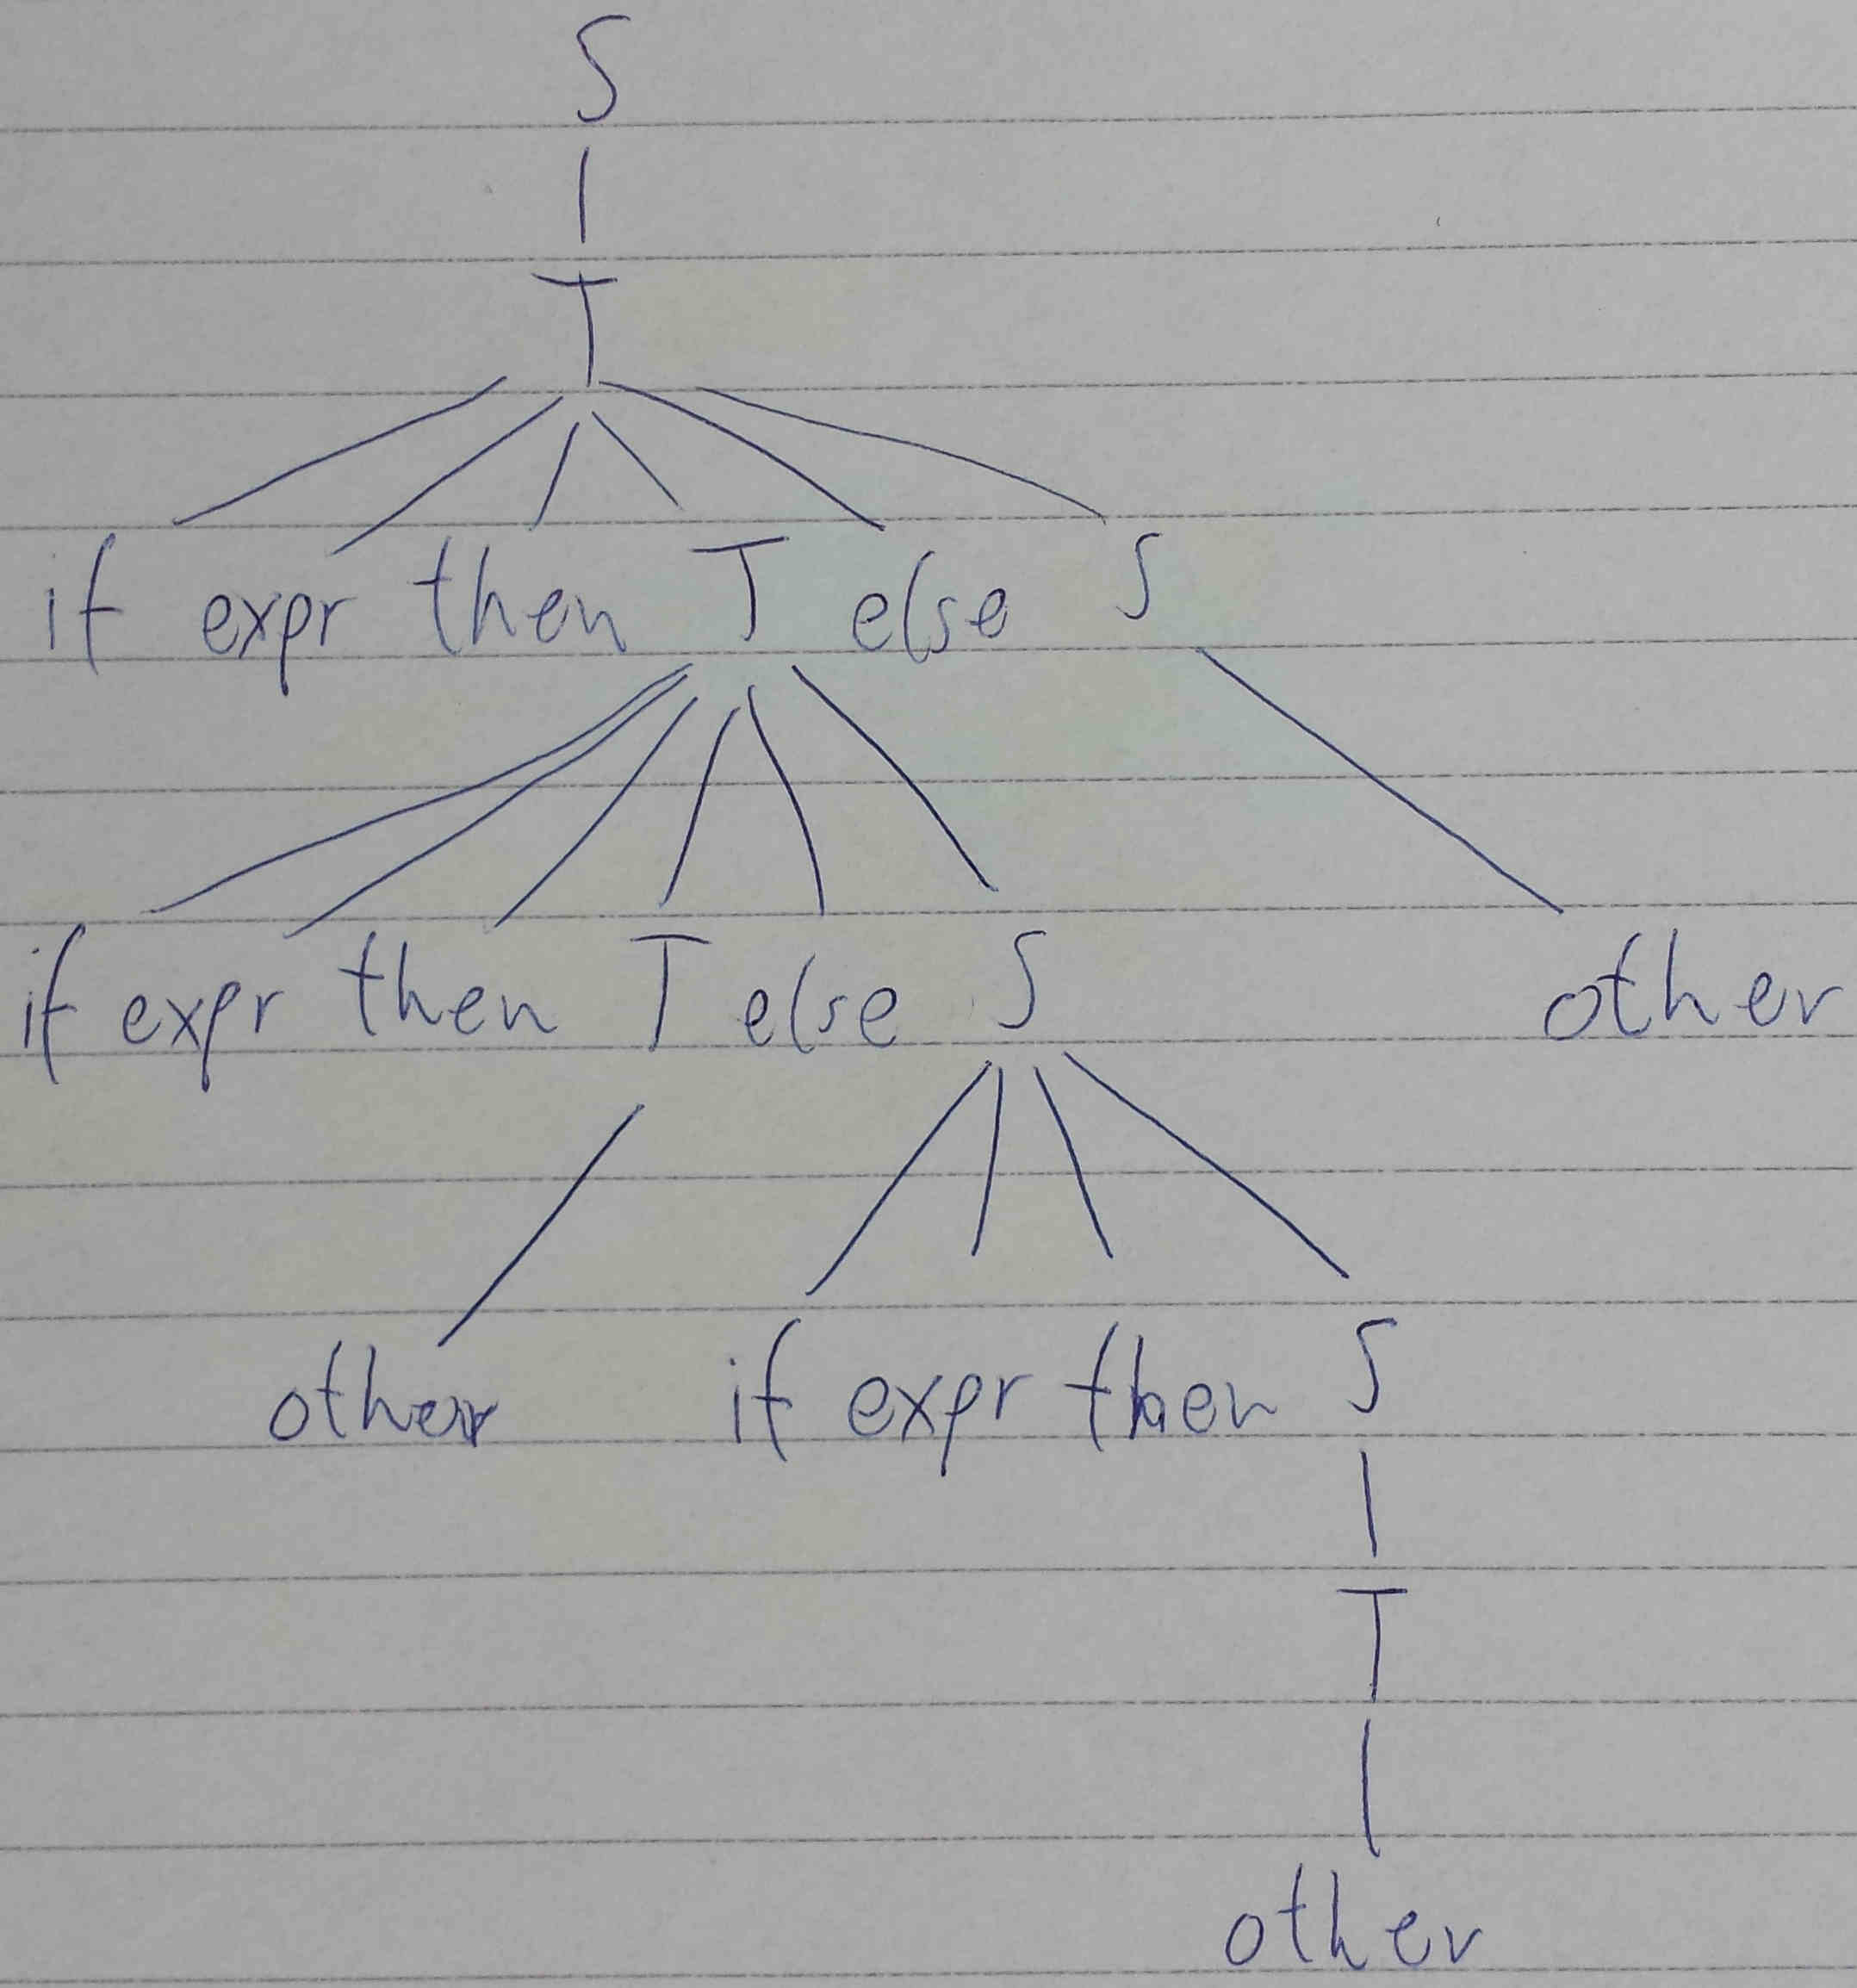 S
T
if expr then T else S
if expr then T else S other
other if expr then S
T
other